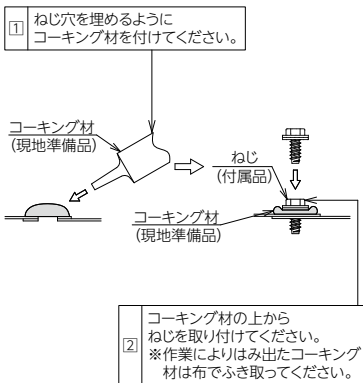 1
ねじ穴を埋めるように
コーキング材を付けてください。
コーキング材
(現地準備品)
ねじ
(付属品)
コーキング材
(現地準備品)
2
コーキング材の上から
ねじを取り付けてください。
※作業によりはみ出たコーキング
材は布でふき取ってください。